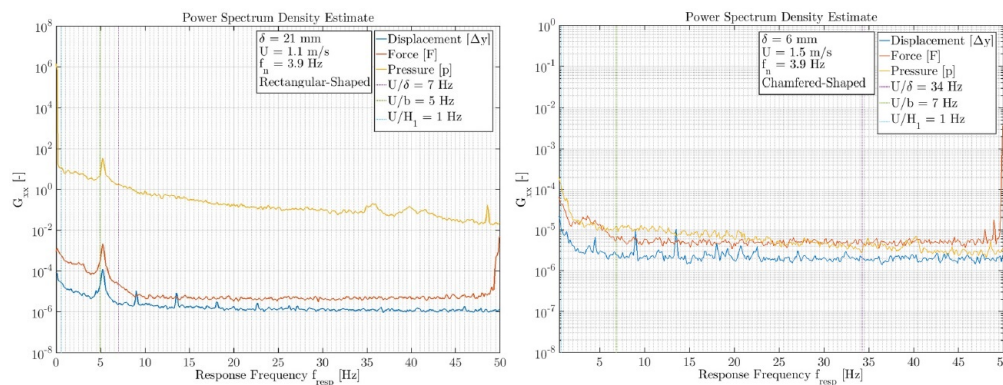 Power Spectrum Density Estimate
δ = 21 mm
U = 1.1 m/s
f_n = 3.9 Hz
Rectangular-Shaped
Displacement [Δy]
Force [F]
Pressure [p]
U/δ = 7 Hz
U/b = 5 Hz
U/H_1 = 1 Hz
G_xx [-]
10^8
10^6
10^4
10^2
10^0
10^-2
10^-4
10^-6
10^-8
0 5 10 15 20 25 30 35 40 45 50
Response Frequency f_resp [Hz]
Power Spectrum Density Estimate
δ = 6 mm
U = 1.5 m/s
f_n = 3.9 Hz
Chamfered-Shaped
Displacement [Δy]
Force [F]
Pressure [p]
U/δ = 34 Hz
U/b = 7 Hz
U/H_1 = 1 Hz
G_xx [-]
10^0
10^-1
10^-2
10^-3
10^-4
10^-5
10^-6
10^-7
10^-8
5 10 15 20 25 30 35 40 45 50
Response Frequency f_resp [Hz]